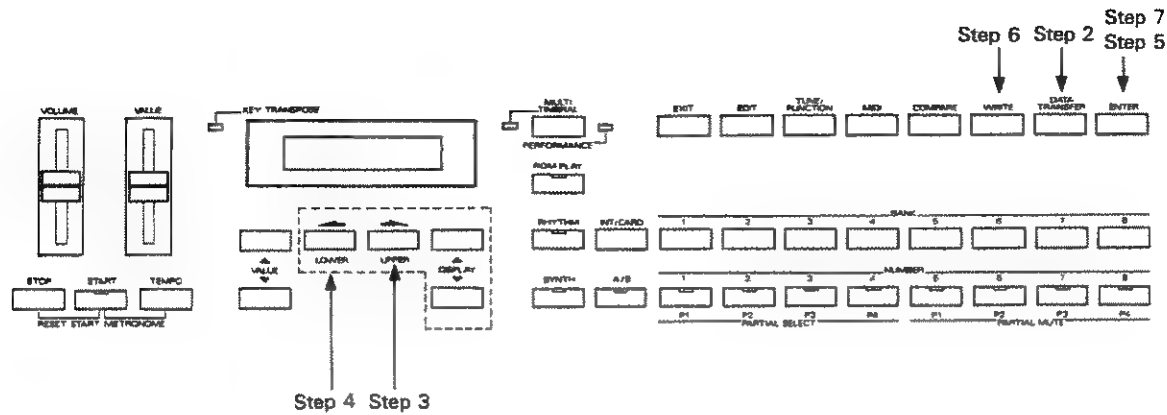 Step 7
Step 6 Step 2 Step 5
VOLUME VALUE KEY TRANSPOSE MULTI TIMBRAL EXIT EDIT TUNE/FUNCTION MIDI COMPARE WRITE DATA TRANSFER ENTER
PERFORMANCE
ROM PLAY
BANK
RHYTHM INT/CARD 1 2 3 4 5 6 7 8
VALUE LOWER UPPER DISPLAY
NUMBER
STOP START TEMPO SYNTH A/B 1 2 3 4 5 6 7 8
RESET START METRONOME P1 P2 P3 P4 P1 P2 P3 P4
PARTIAL SELECT PARTIAL MUTE
Step 4 Step 3